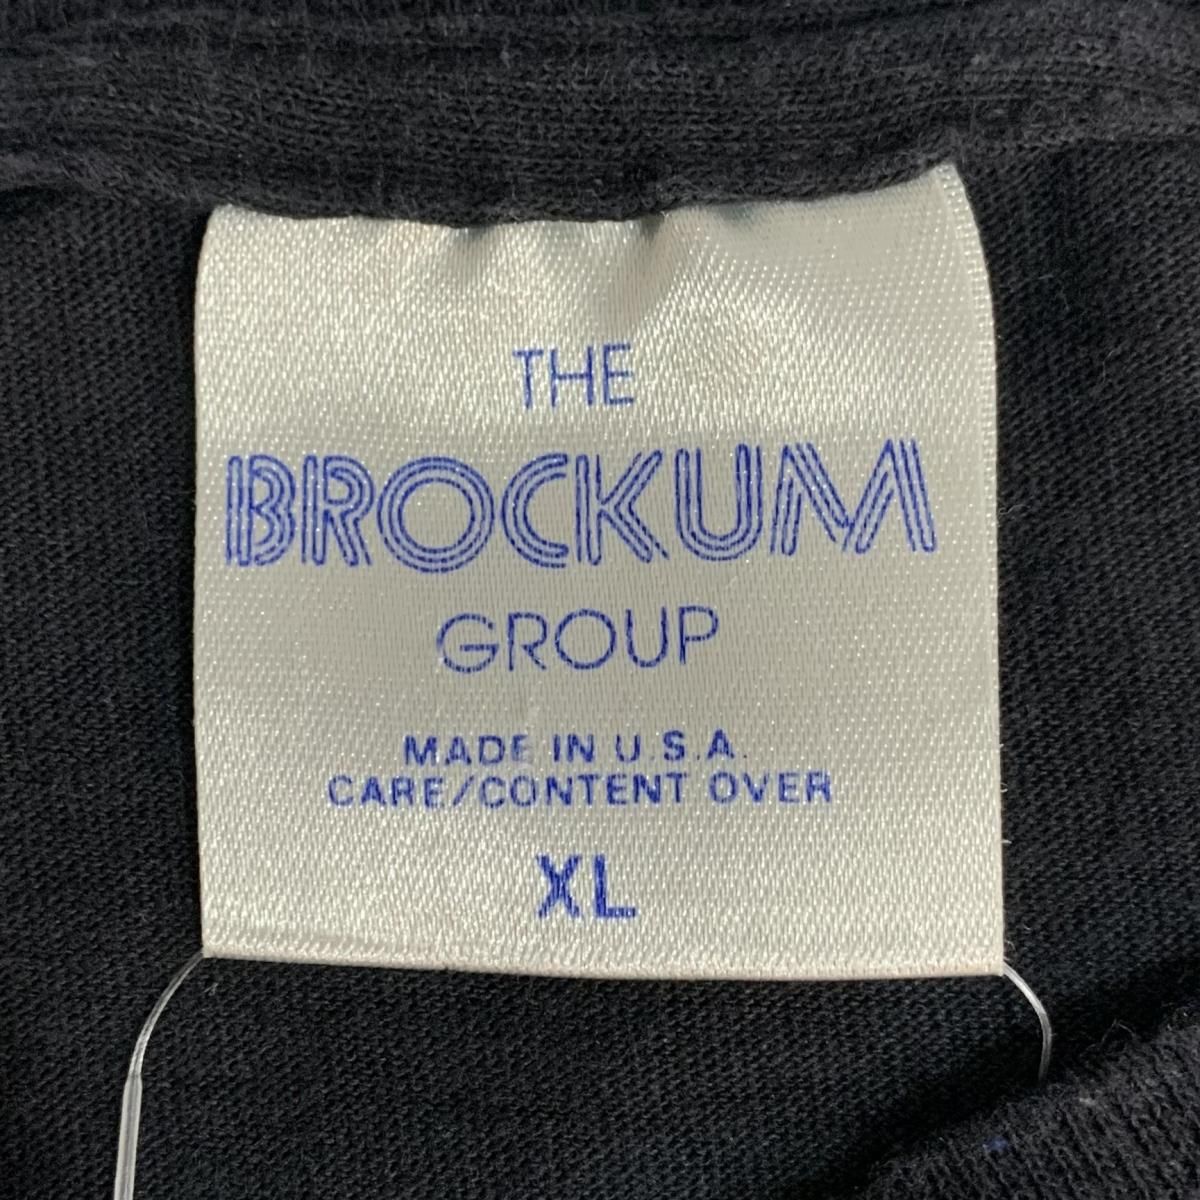 THE
BROCKUM
GROUP
MADE IN U.S.A.
CARE/CONTENT OVER
XL